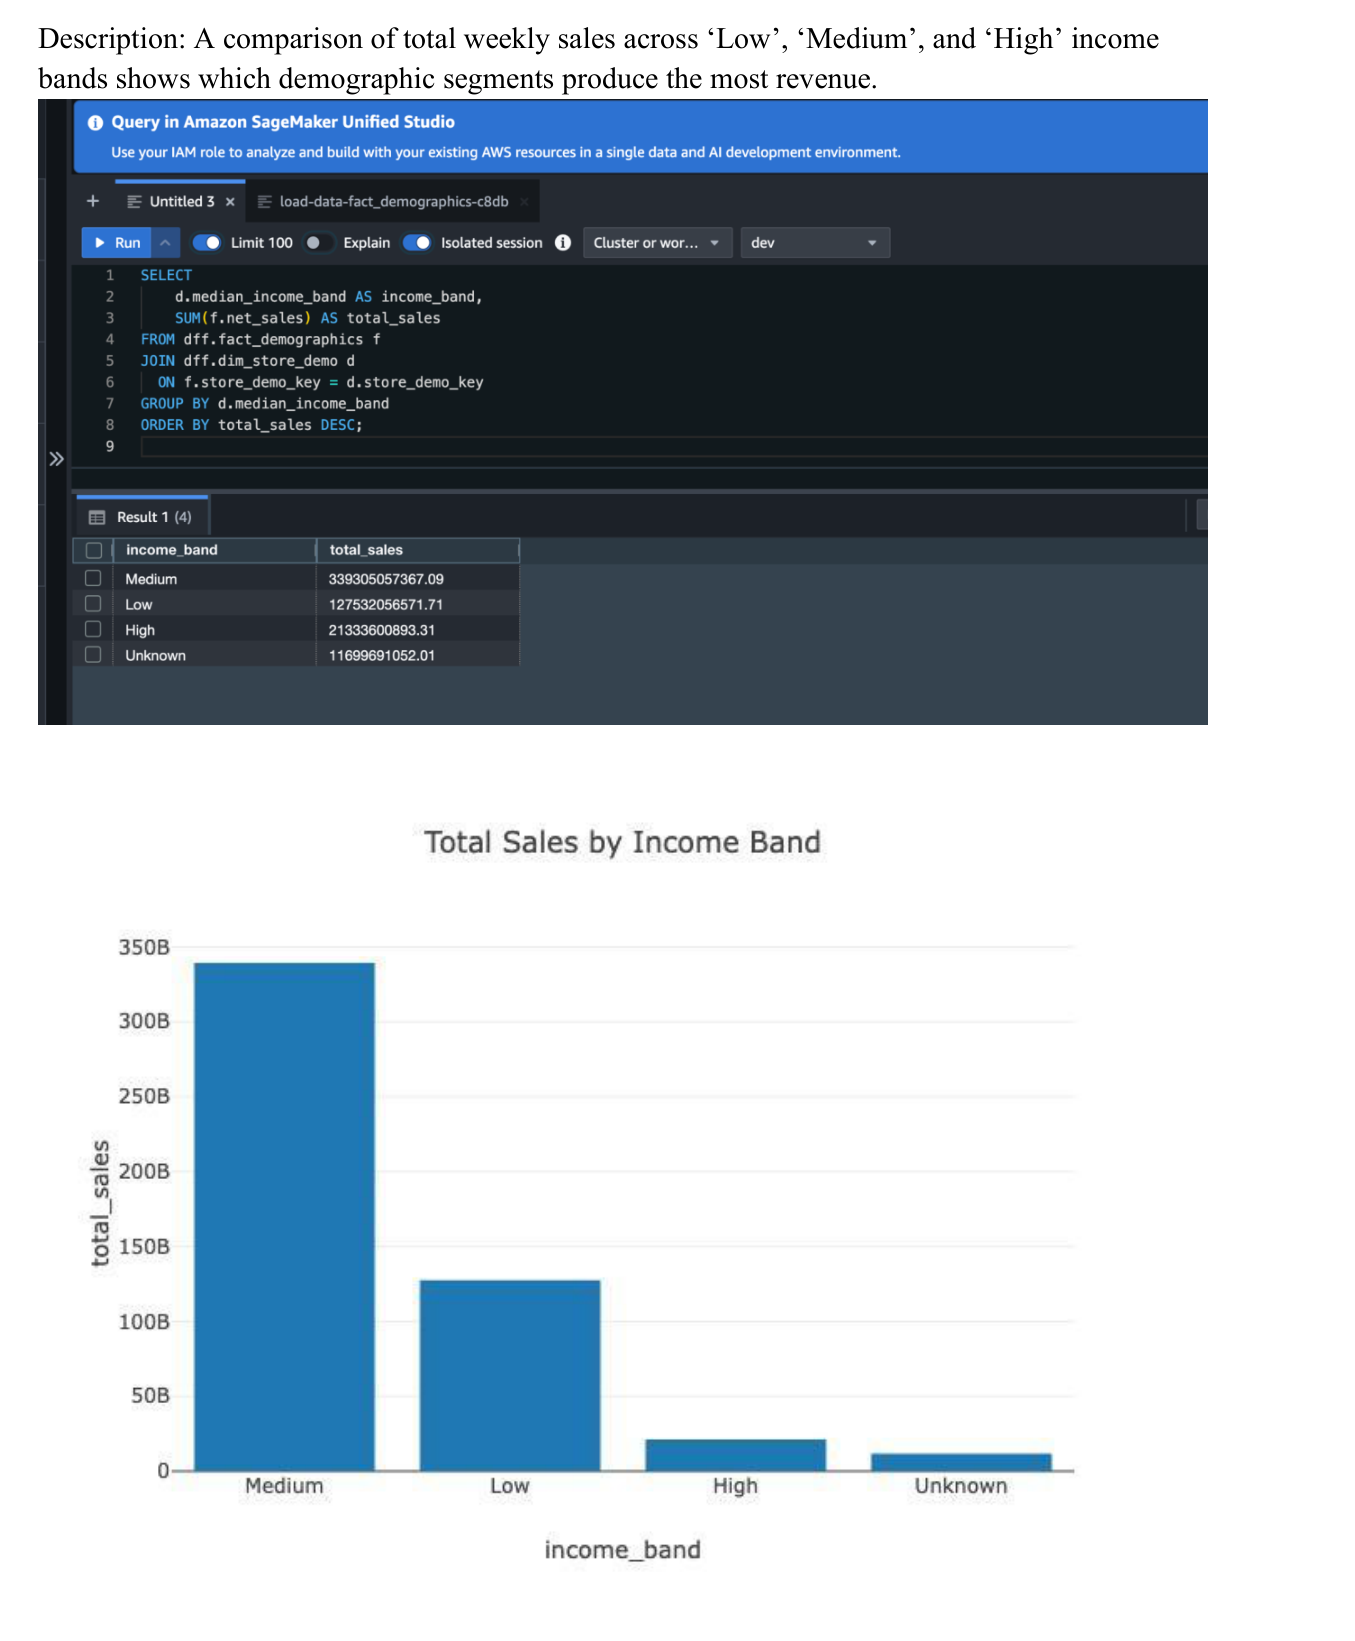 Description: A comparison of total weekly sales across ‘Low’, ‘Medium’, and ‘High’ income
bands shows which demographic segments produce the most revenue.
Query in Amazon SageMaker Unified Studio
Use your IAM role to analyze and build with your existing AWS resources in a single data and AI development environment.
+ Untitled 3 × load-data-fact_demographics-c8db ×
Run Limit 100 Explain Isolated session Cluster or wor... dev
1 SELECT
2 d.median_income_band AS income_band,
3 SUM(f.net_sales) AS total_sales
4 FROM dff.fact_demographics f
5 JOIN dff.dim_store_demo d
6 ON f.store_demo_key = d.store_demo_key
7 GROUP BY d.median_income_band
8 ORDER BY total_sales DESC;
9
Result 1 (4)
income_band total_sales
Medium 339305057367.09
Low 127532056571.71
High 21333600893.31
Unknown 11699691052.01
Total Sales by Income Band
350B
300B
250B
200B
150B
100B
50B
0
total_sales
Medium Low High Unknown
income_band